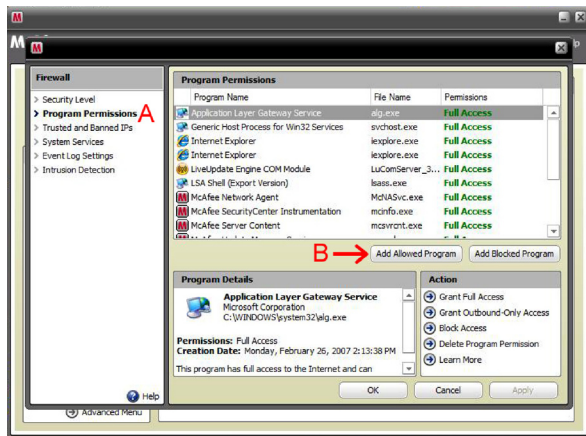 M
M
M
lp
Firewall
> Security Level
> Program Permissions
A
> Trusted and Banned IPs
> System Services
> Event Log Settings
> Intrusion Detection
Help
Program Permissions
Program Name File Name Permissions
Application Layer Gateway Service alg.exe Full Access
Generic Host Process for Win32 Services svchost.exe Full Access
Internet Explorer iexplore.exe Full Access
Internet Explorer iexplore.exe Full Access
LiveUpdate Engine COM Module LuComServer_3... Full Access
LSA Shell (Export Version) lsass.exe Full Access
McAfee Network Agent McNASvc.exe Full Access
McAfee SecurityCenter Instrumentation mcinfo.exe Full Access
McAfee Server Content mcsvrcnt.exe Full Access
B
Add Allowed Program Add Blocked Program
Program Details
Application Layer Gateway Service
Microsoft Corporation
C:\WINDOWS\system32\alg.exe
Permissions: Full Access
Creation Date: Monday, February 26, 2007 2:13:38 PM
This program has full access to the Internet and can
Action
Grant Full Access
Grant Outbound-Only Access
Block Access
Delete Program Permission
Learn More
OK Cancel Apply
Advanced Menu